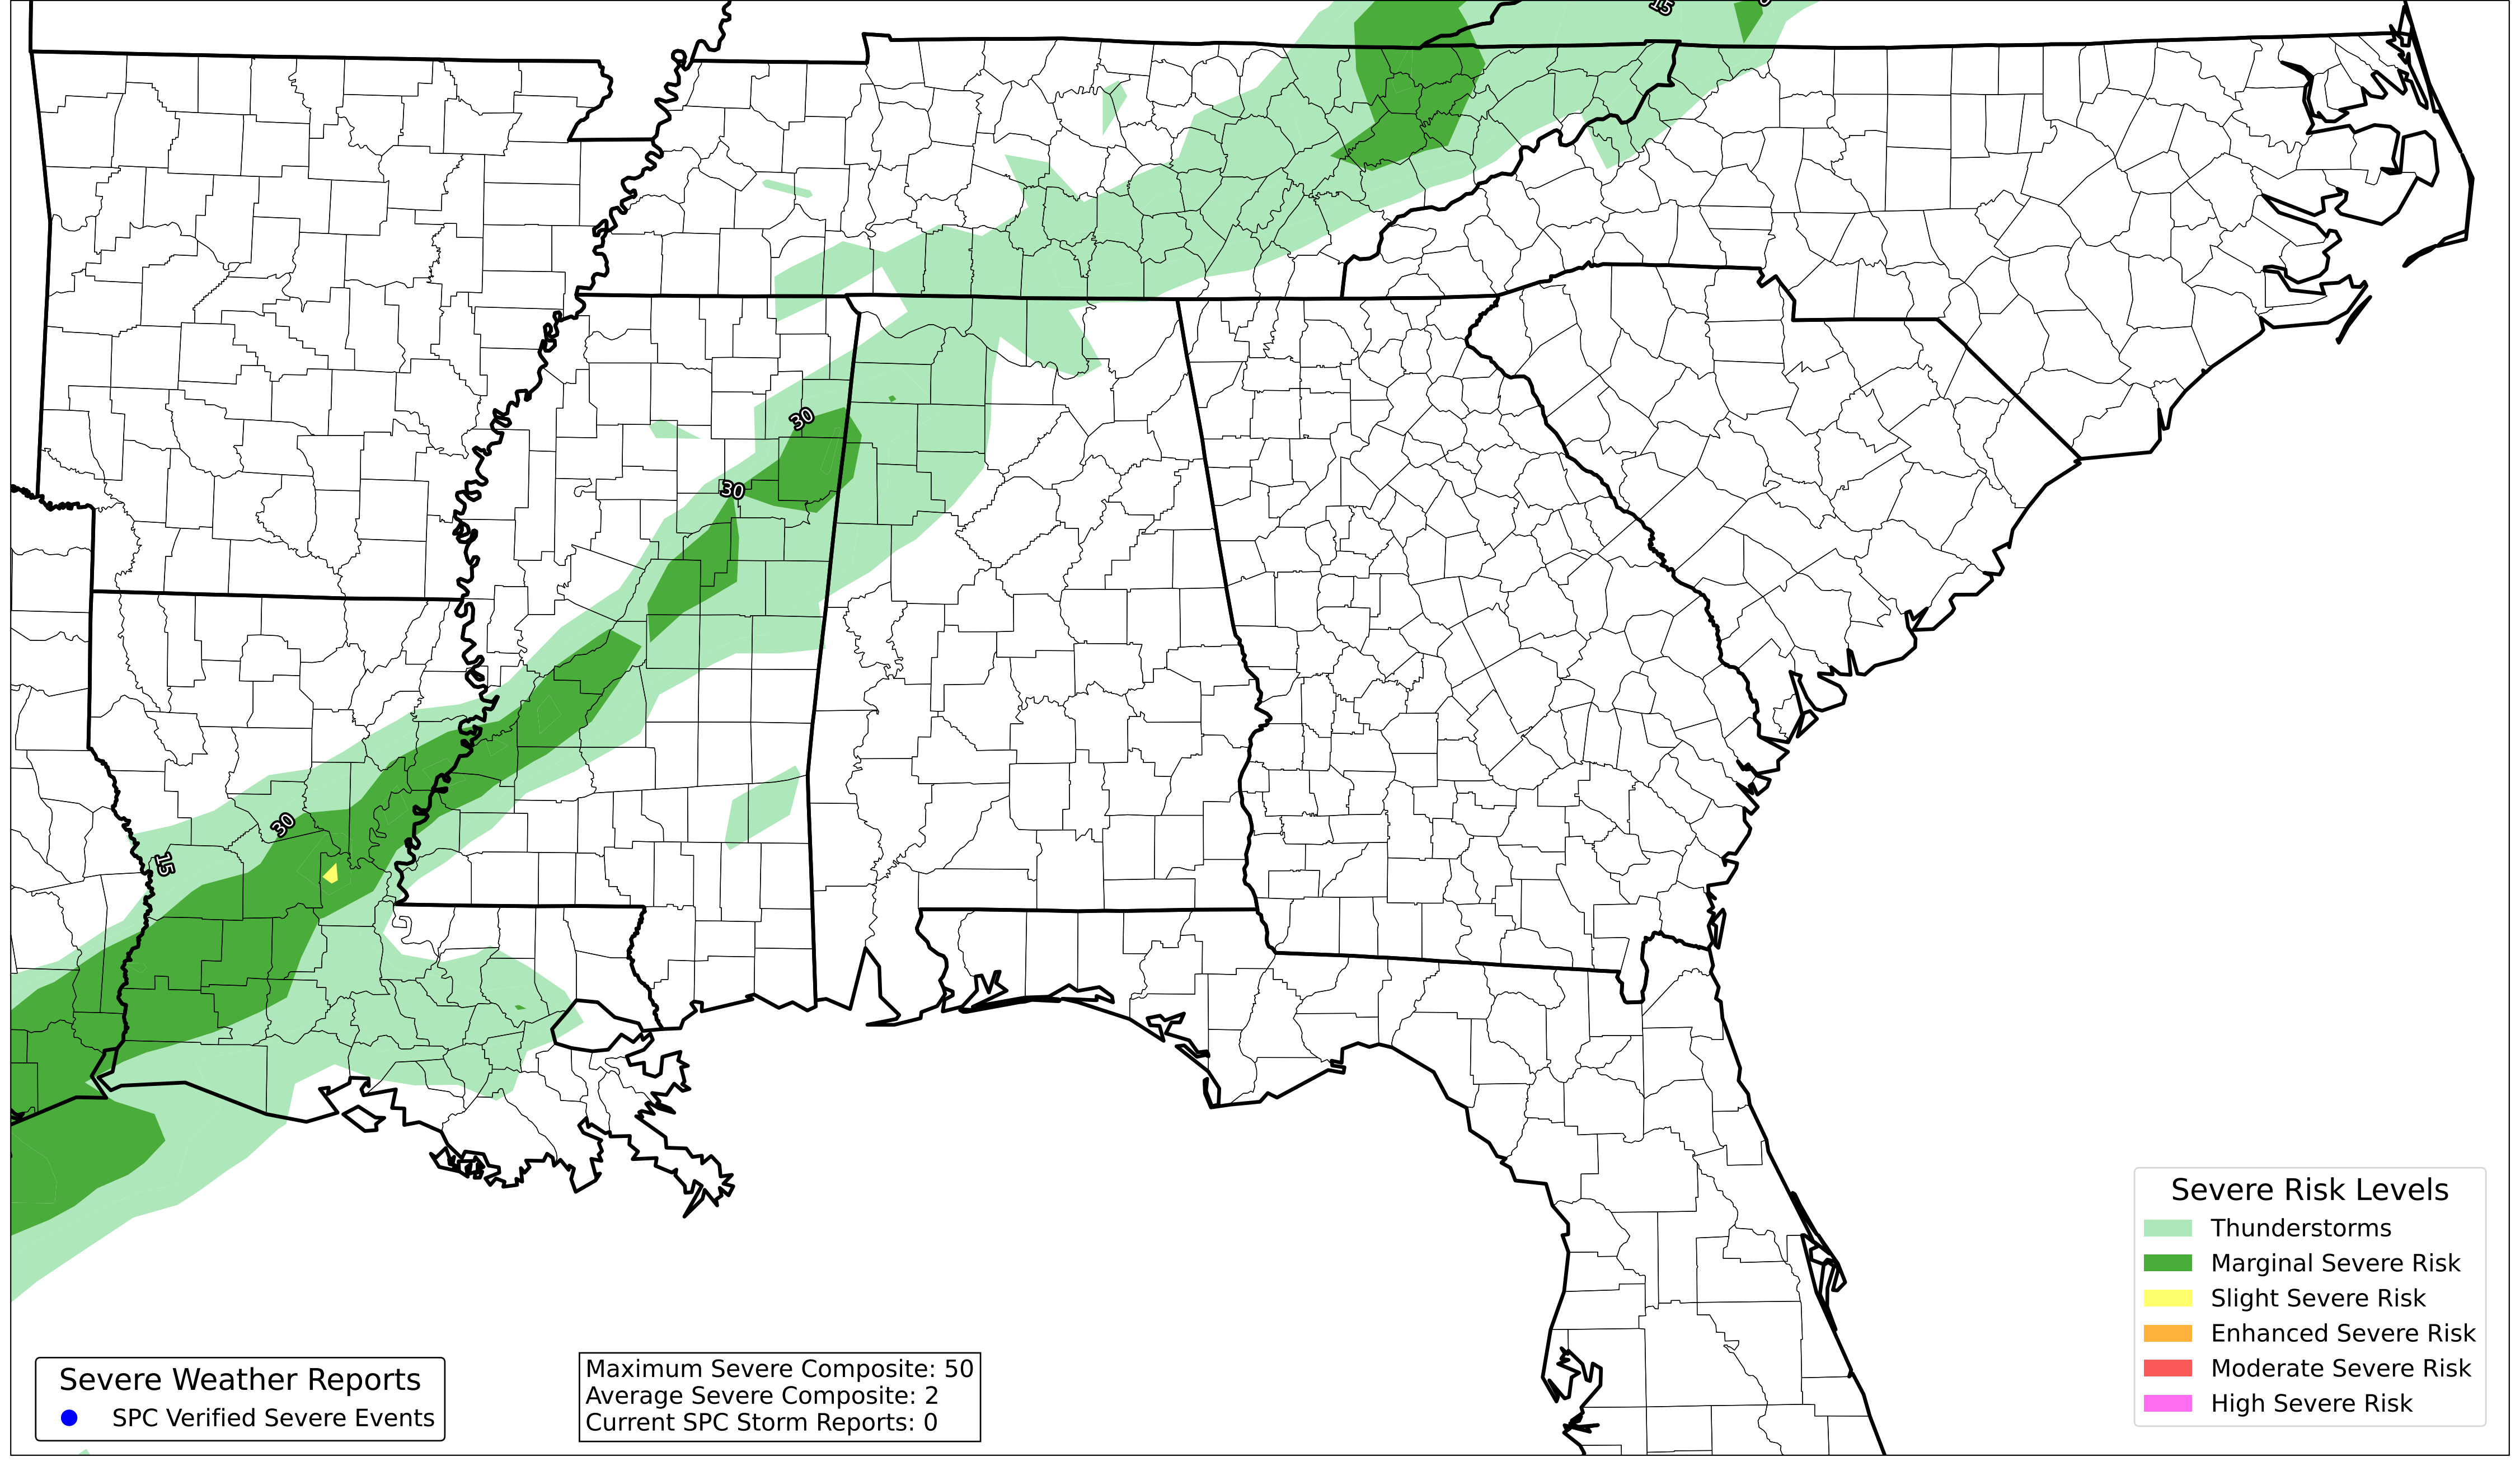 15
30
30
30
15
Severe Risk Levels
Thunderstorms
Marginal Severe Risk
Slight Severe Risk
Enhanced Severe Risk
Moderate Severe Risk
High Severe Risk
Severe Weather Reports
SPC Verified Severe Events
Maximum Severe Composite: 50
Average Severe Composite: 2
Current SPC Storm Reports: 0